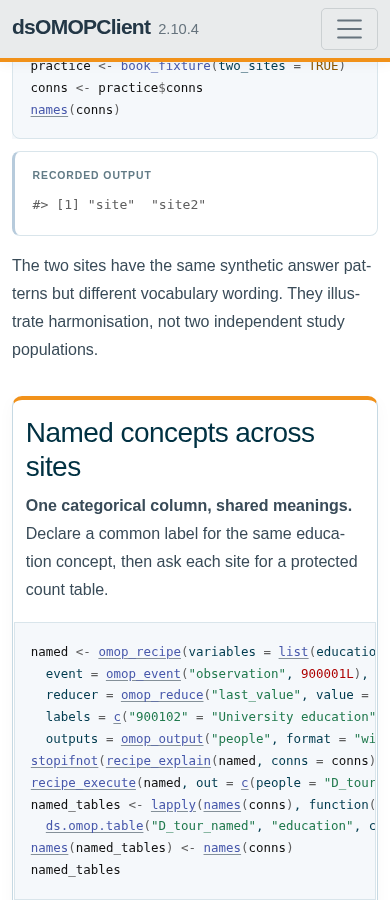 dsOMOPClient 2.10.4
practice <- book_fixture(two_sites = TRUE)
conns <- practice$conns
names(conns)
RECORDED OUTPUT
#> [1] "site"  "site2"
The two sites have the same synthetic answer pat-
terns but different vocabulary wording. They illus-
trate harmonisation, not two independent study
populations.
Named concepts across
sites
One categorical column, shared meanings.
Declare a common label for the same educa-
tion concept, then ask each site for a protected
count table.
named <- omop_recipe(variables = list(educatio
  event = omop_event("observation", 900001L),
  reducer = omop_reduce("last_value", value =
  labels = c("900102" = "University education"
  outputs = omop_output("people", format = "wi
stopifnot(recipe_explain(named, conns = conns)
recipe_execute(named, out = c(people = "D_tour
named_tables <- lapply(names(conns), function(
  ds.omop.table("D_tour_named", "education", c
names(named_tables) <- names(conns)
named_tables